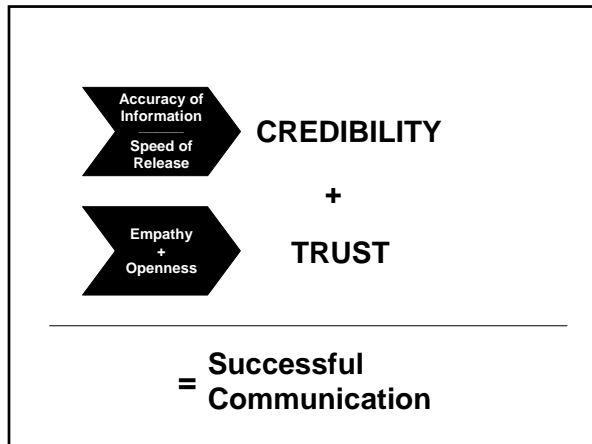 Accuracy of
Information
Speed of
Release
CREDIBILITY
+
Empathy
+
Openness
TRUST
= Successful
Communication